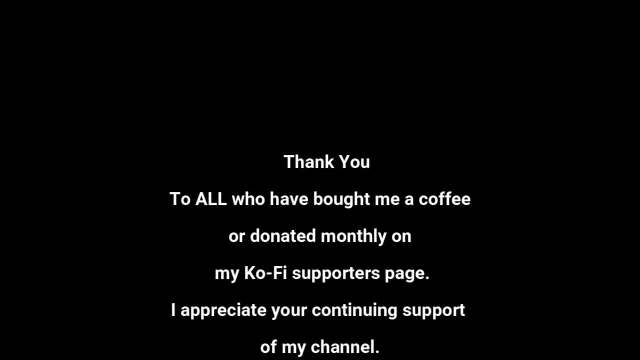 Thank You
To ALL who have bought me a coffee
or donated monthly on
my Ko-Fi supporters page.
I appreciate your continuing support
of my channel.